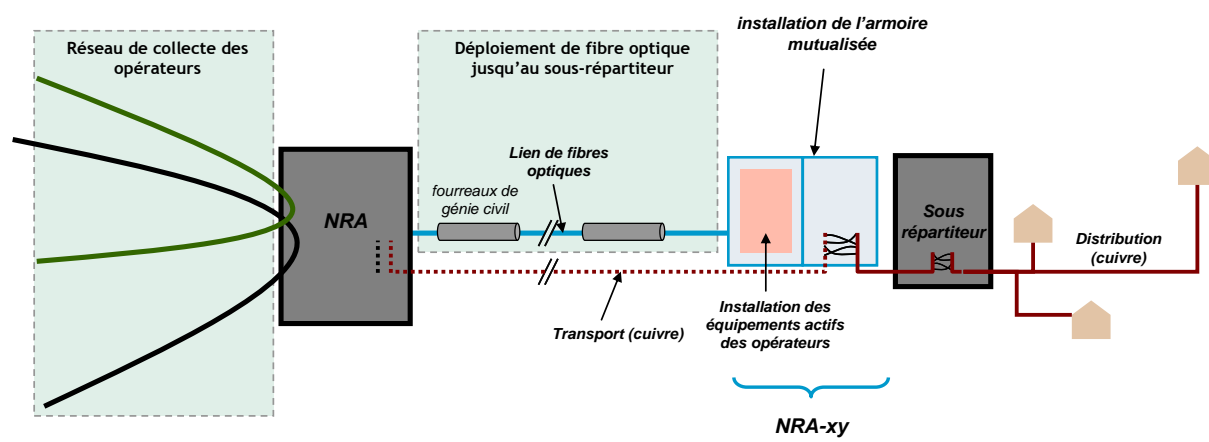 Réseau de collecte des
opérateurs
Déploiement de fibre optique
jusqu'au sous-répartiteur
installation de l'armoire
mutualisée
Lien de fibres
optiques
fourreaux de
génie civil
NRA
Sous
répartiteur
Distribution
(cuivre)
Transport (cuivre)
Installation des
équipements actifs
des opérateurs
NRA-xy